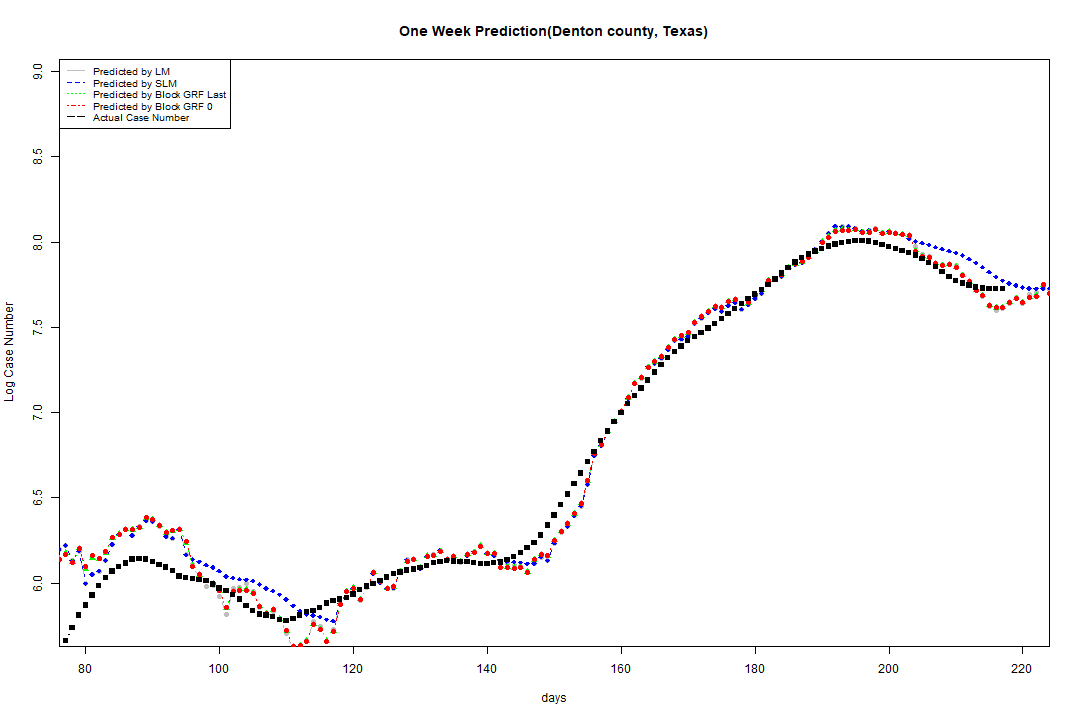 One Week Prediction(Denton county, Texas)
Predicted by LM
Predicted by SLM
Predicted by Block GRF Last
Predicted by Block GRF 0
Actual Case Number
9.0
8.5
8.0
7.5
7.0
6.5
6.0
Log Case Number
80 100 120 140 160 180 200 220
days